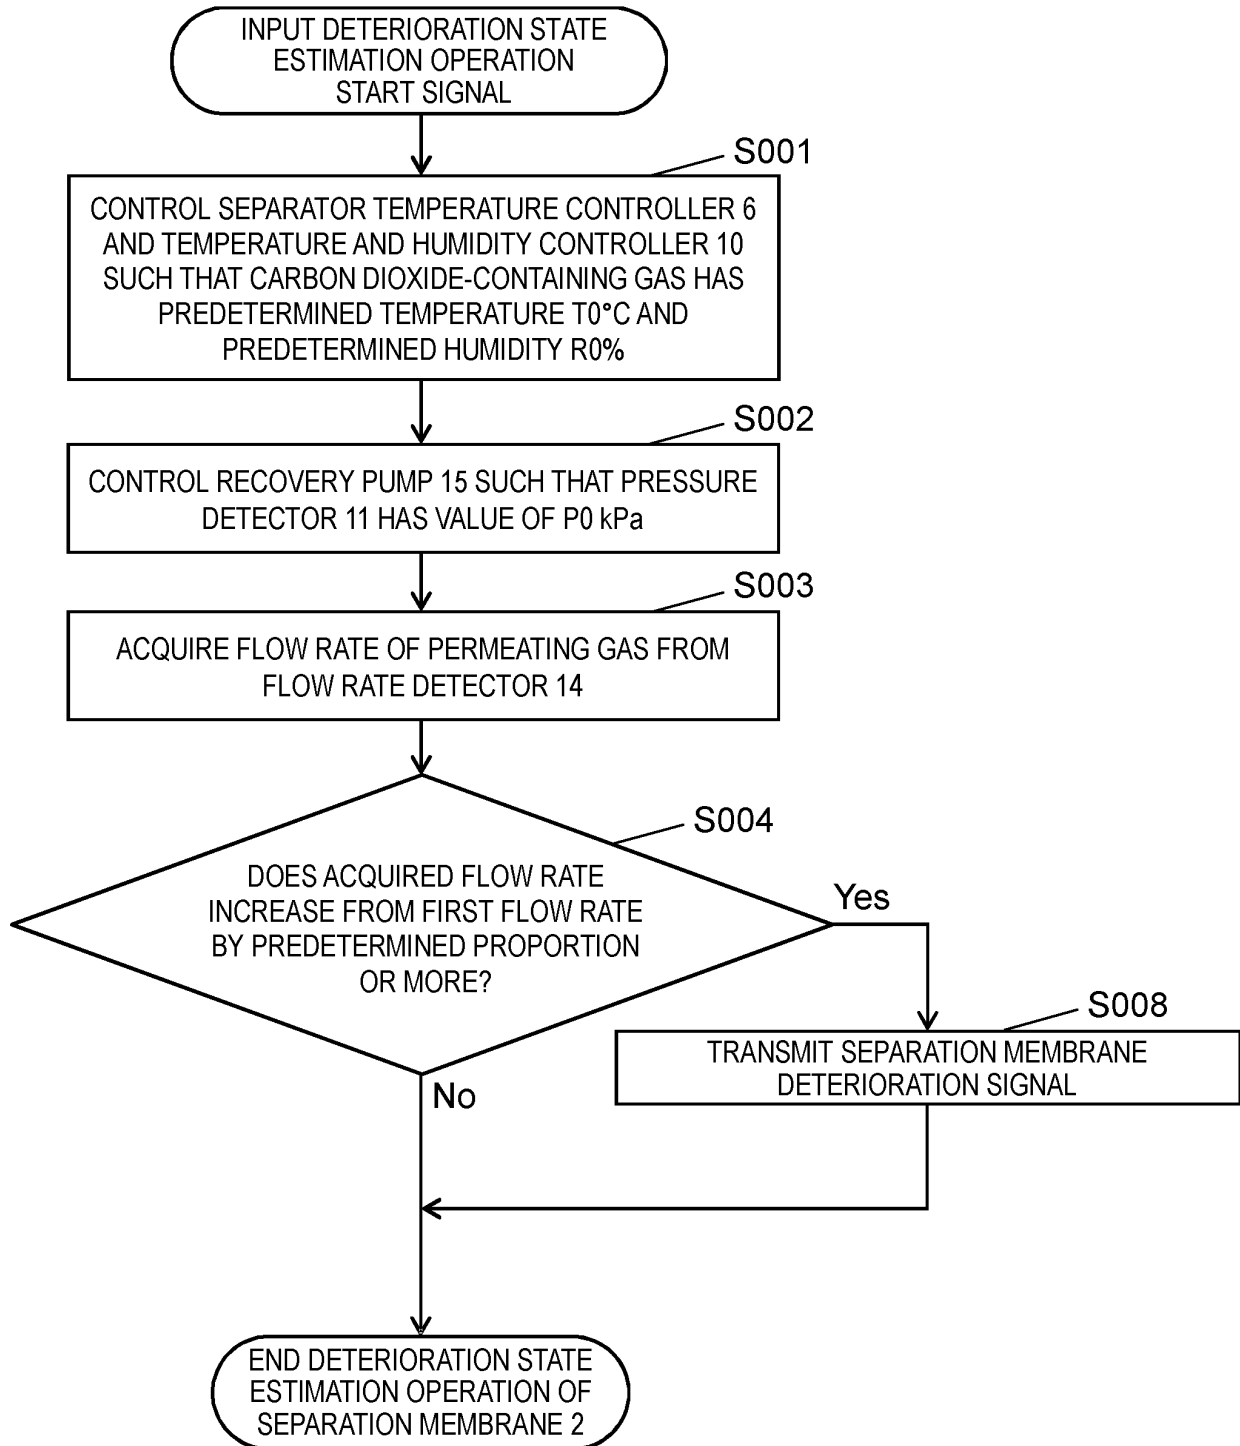 INPUT DETERIORATION STATE
ESTIMATION OPERATION
START SIGNAL
S001
CONTROL SEPARATOR TEMPERATURE CONTROLLER 6
AND TEMPERATURE AND HUMIDITY CONTROLLER 10
SUCH THAT CARBON DIOXIDE-CONTAINING GAS HAS
PREDETERMINED TEMPERATURE T0°C AND
PREDETERMINED HUMIDITY R0%
S002
CONTROL RECOVERY PUMP 15 SUCH THAT PRESSURE
DETECTOR 11 HAS VALUE OF P0 kPa
S003
ACQUIRE FLOW RATE OF PERMEATING GAS FROM
FLOW RATE DETECTOR 14
S004
DOES ACQUIRED FLOW RATE
INCREASE FROM FIRST FLOW RATE
BY PREDETERMINED PROPORTION
OR MORE?
Yes
S008
TRANSMIT SEPARATION MEMBRANE
DETERIORATION SIGNAL
No
END DETERIORATION STATE
ESTIMATION OPERATION OF
SEPARATION MEMBRANE 2